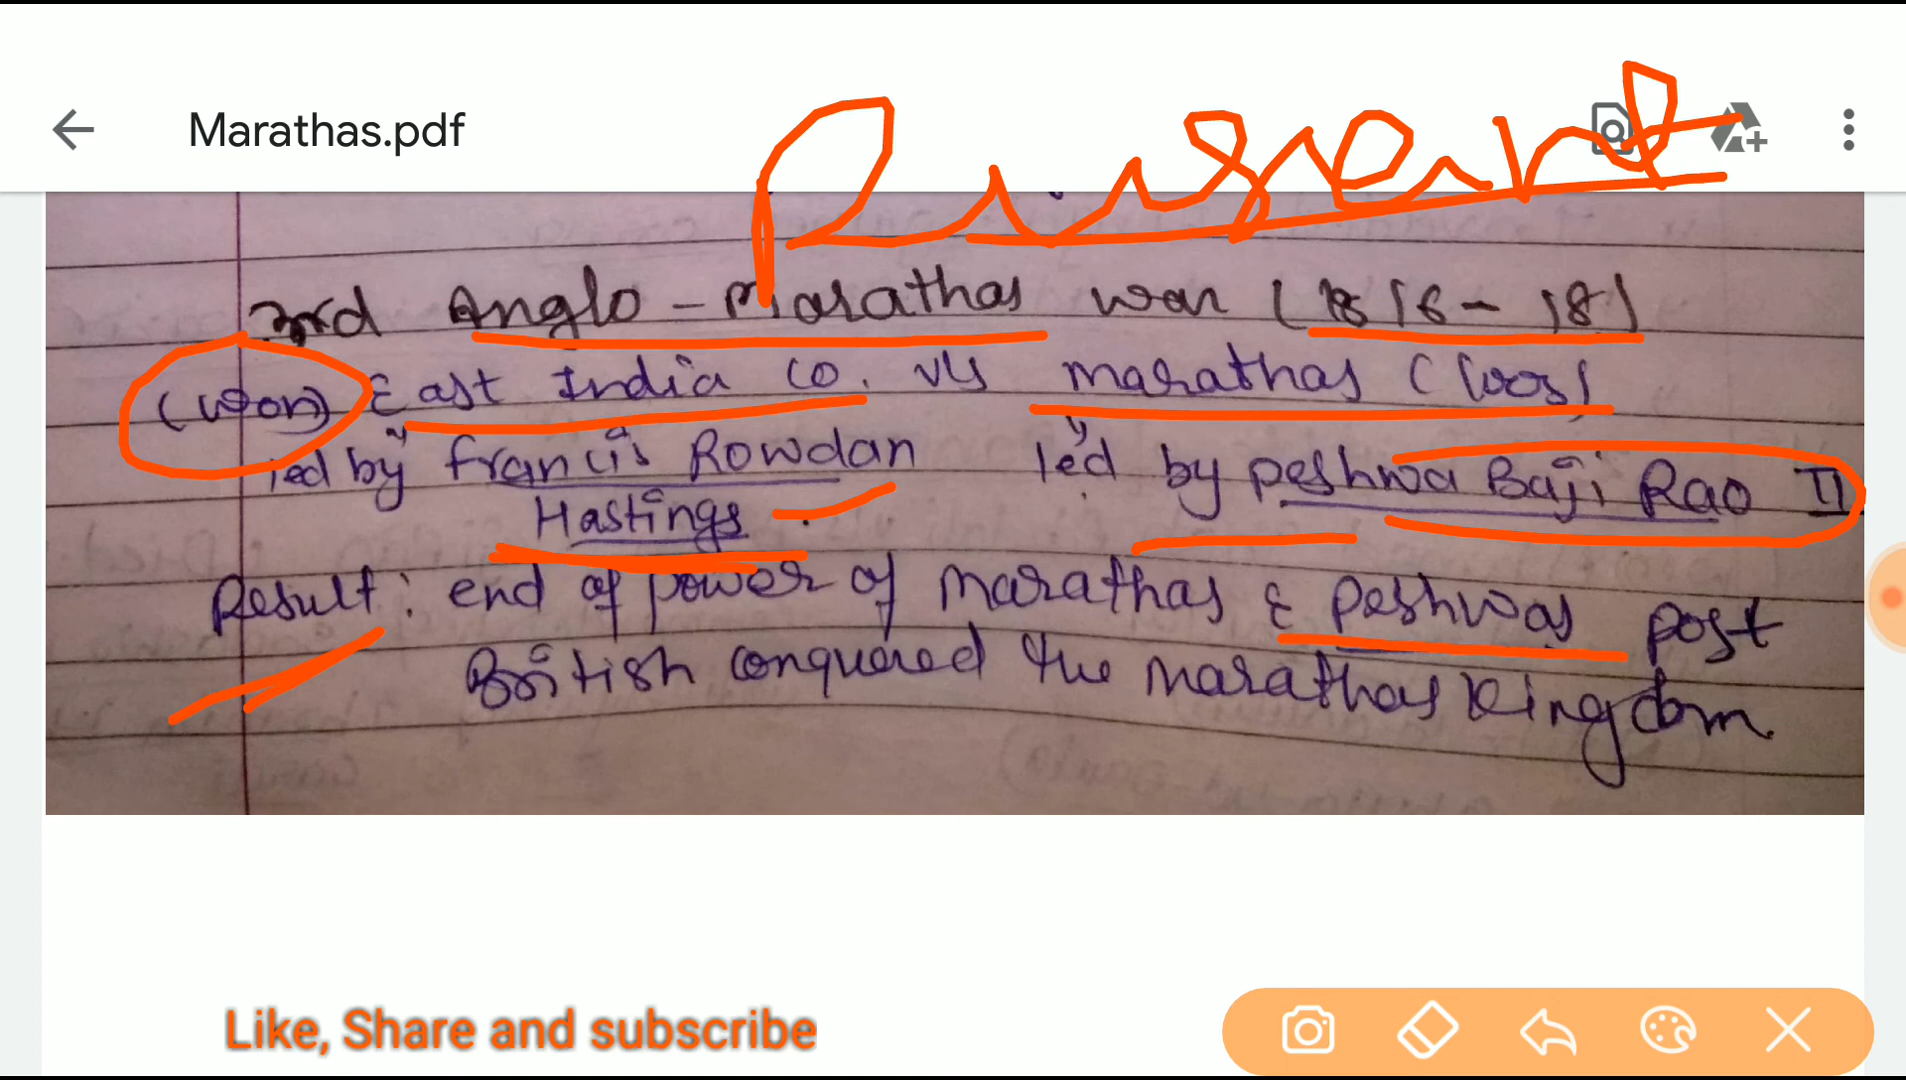 Marathas.pdf
3rd Anglo-Marathas war (1816-18)
(won) East India co. v/s marathas (loos)
led by francis Rowdan led by peshwa Baji Rao II
Hastings
Result: end of power of marathas & peshwas post
British conquered the marathas kingdom.
Like, Share and subscribe